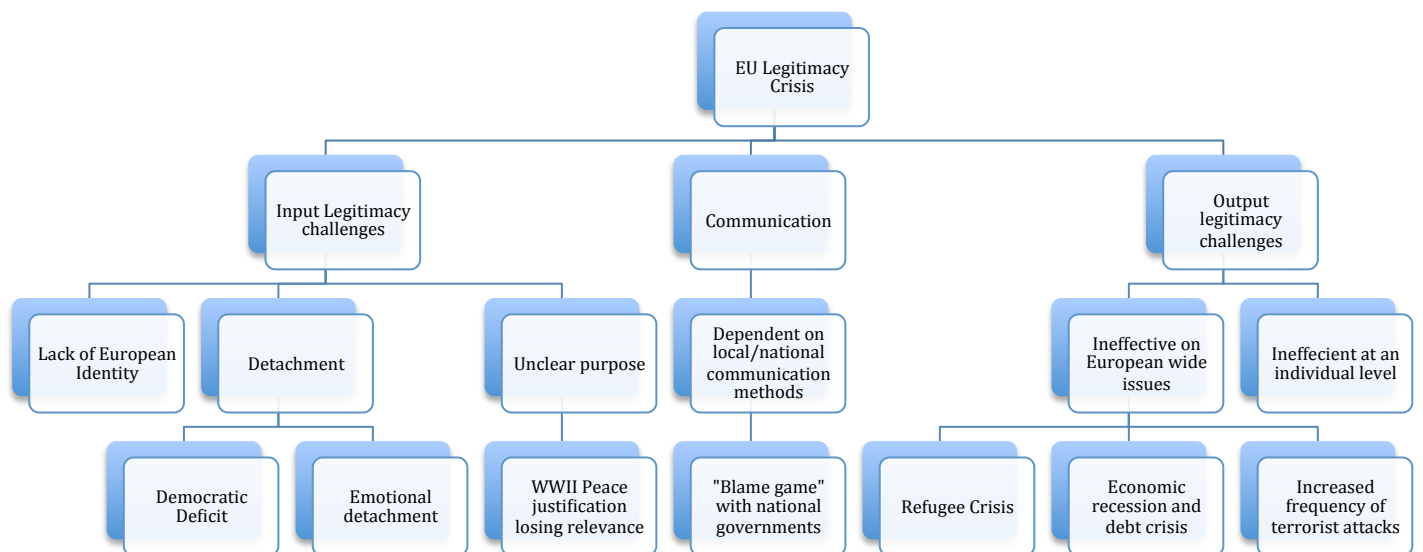 EU Legitimacy
Crisis
Input Legitimacy
challenges
Communication
Output
legitimacy
challenges
Lack of European
Identity
Detachment
Unclear purpose
Dependent on
local/national
communication
methods
Ineffective on
European wide
issues
Ineffecient at an
individual level
Democratic
Deficit
Emotional
detachment
WWII Peace
justification
losing relevance
"Blame game"
with national
governments
Refugee Crisis
Economic
recession and
debt crisis
Increased
frequency of
terrorist attacks